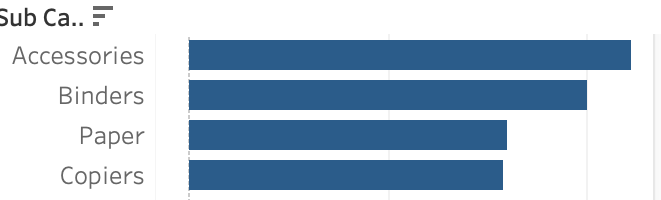 Sub Ca..
Accessories
Binders
Paper
Copiers